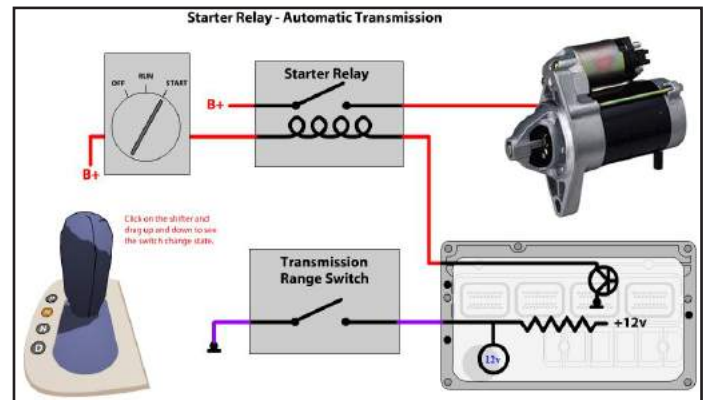 Starter Relay - Automatic Transmission
OFF
RUN
START
Starter Relay
B+
B+
Click on the shifter and
drag up and down to see
the switch change state.
Transmission
Range Switch
P
R
N
D
+12v
12v